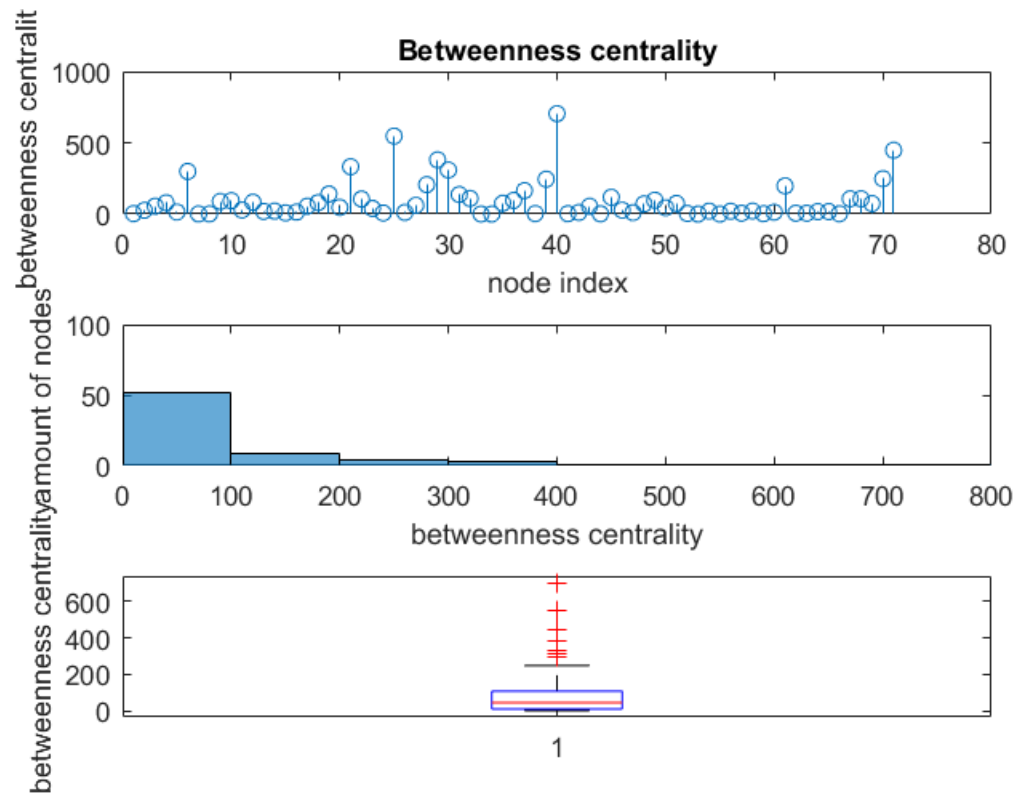 Betweenness centrality
betweenness centralit
1000
500
0
0 10 20 30 40 50 60 70 80
node index
amount of nodes
100
50
0
0 100 200 300 400 500 600 700 800
betweenness centrality
betweenness centrality
600
400
200
0
1